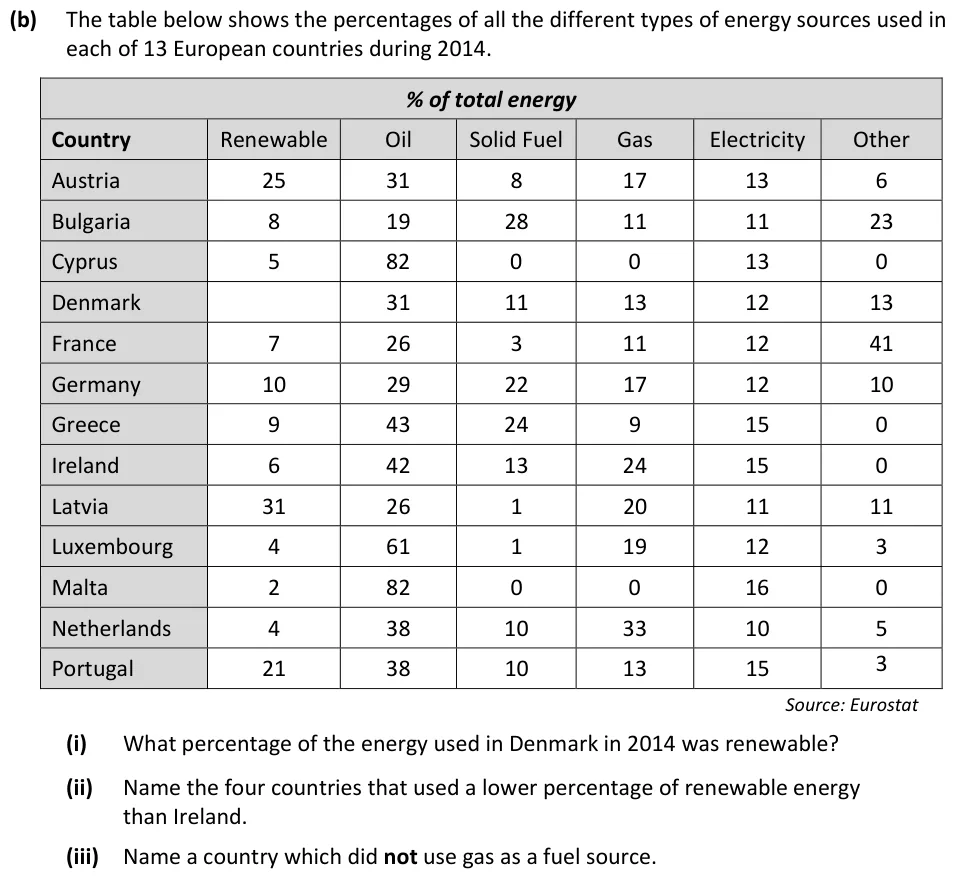 (b) The table below shows the percentages of all the different types of energy sources used in
each of 13 European countries during 2014.
% of total energy
Country Renewable Oil Solid Fuel Gas Electricity Other
Austria 25 31 8 17 13 6
Bulgaria 8 19 28 11 11 23
Cyprus 5 82 0 0 13 0
Denmark 31 11 13 12 13
France 7 26 3 11 12 41
Germany 10 29 22 17 12 10
Greece 9 43 24 9 15 0
Ireland 6 42 13 24 15 0
Latvia 31 26 1 20 11 11
Luxembourg 4 61 1 19 12 3
Malta 2 82 0 0 16 0
Netherlands 4 38 10 33 10 5
Portugal 21 38 10 13 15 3
Source: Eurostat
(i) What percentage of the energy used in Denmark in 2014 was renewable?
(ii) Name the four countries that used a lower percentage of renewable energy
than Ireland.
(iii) Name a country which did not use gas as a fuel source.